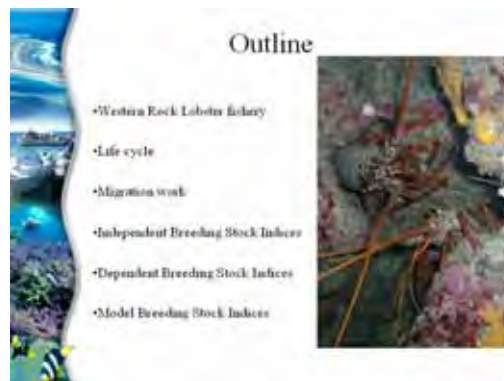 Outline
•Western Rock Lobster fishery
•Life cycle
•Migration work
•Independent Breeding Stock Indices
•Dependent Breeding Stock Indices
•Model Breeding Stock Indices